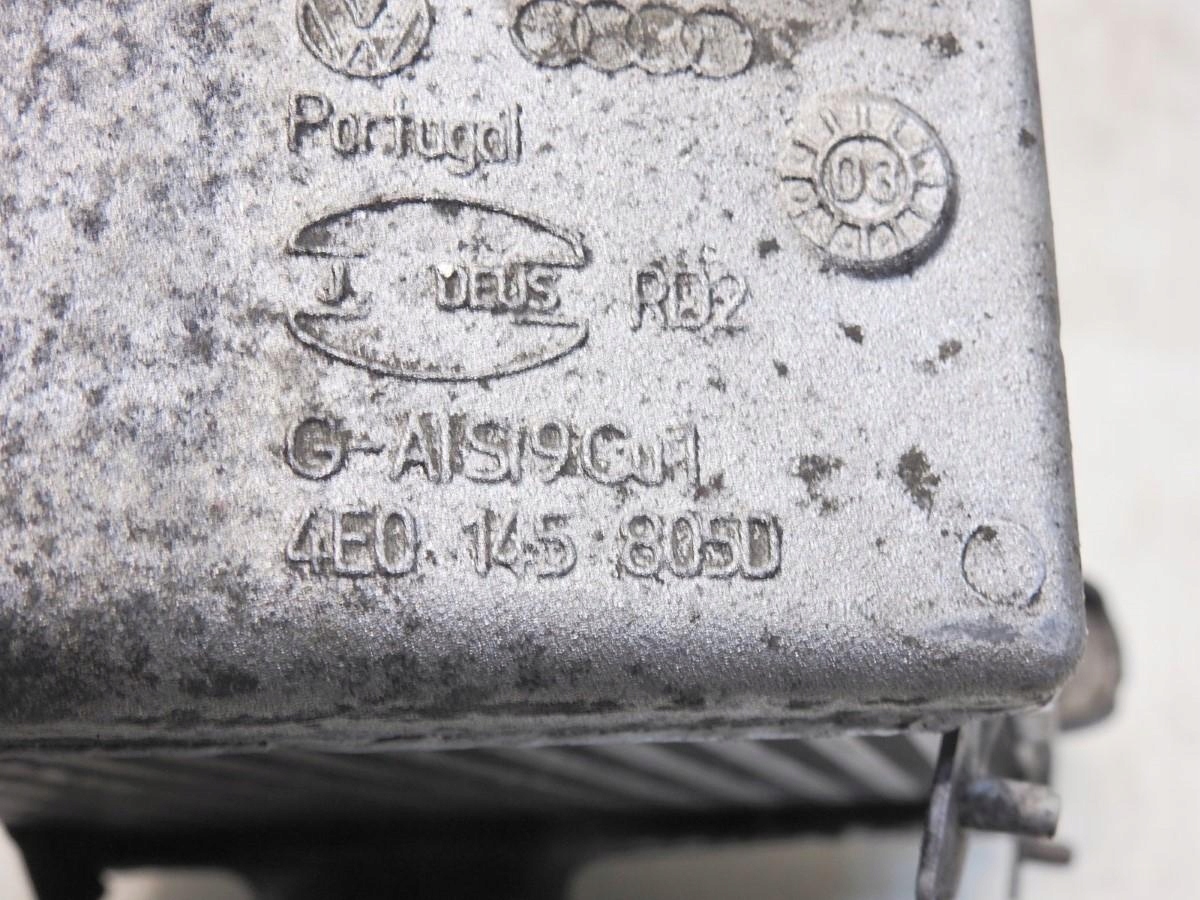 Portugal
03
J. DEUS RD2
G-AlSi9Cu1
4E0 145 805D